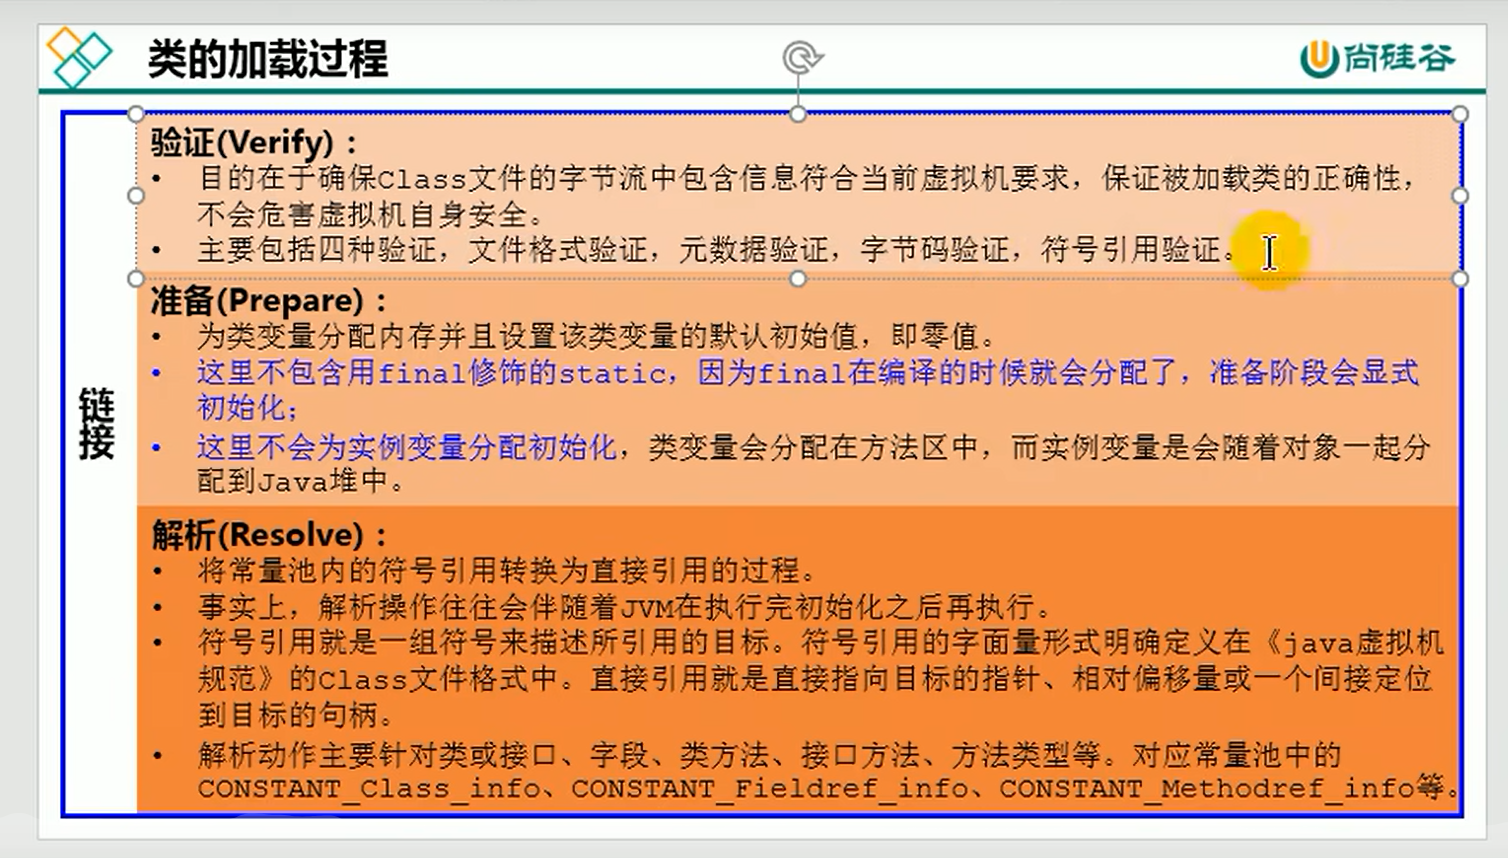 类的加载过程
尚硅谷
链接
验证(Verify)：
• 目的在于确保Class文件的字节流中包含信息符合当前虚拟机要求，保证被加载类的正确性，
不会危害虚拟机自身安全。
• 主要包括四种验证，文件格式验证，元数据验证，字节码验证，符号引用验证。
准备(Prepare)：
• 为类变量分配内存并且设置该类变量的默认初始值，即零值。
• 这里不包含用final修饰的static，因为final在编译的时候就会分配了，准备阶段会显式
初始化；
• 这里不会为实例变量分配初始化，类变量会分配在方法区中，而实例变量是会随着对象一起分
配到Java堆中。
解析(Resolve)：
• 将常量池内的符号引用转换为直接引用的过程。
• 事实上，解析操作往往会伴随着JVM在执行完初始化之后再执行。
• 符号引用就是一组符号来描述所引用的目标。符号引用的字面量形式明确定义在《java虚拟机
规范》的Class文件格式中。直接引用就是直接指向目标的指针、相对偏移量或一个间接定位
到目标的句柄。
• 解析动作主要针对类或接口、字段、类方法、接口方法、方法类型等。对应常量池中的
CONSTANT_Class_info、CONSTANT_Fieldref_info、CONSTANT_Methodref_info等。